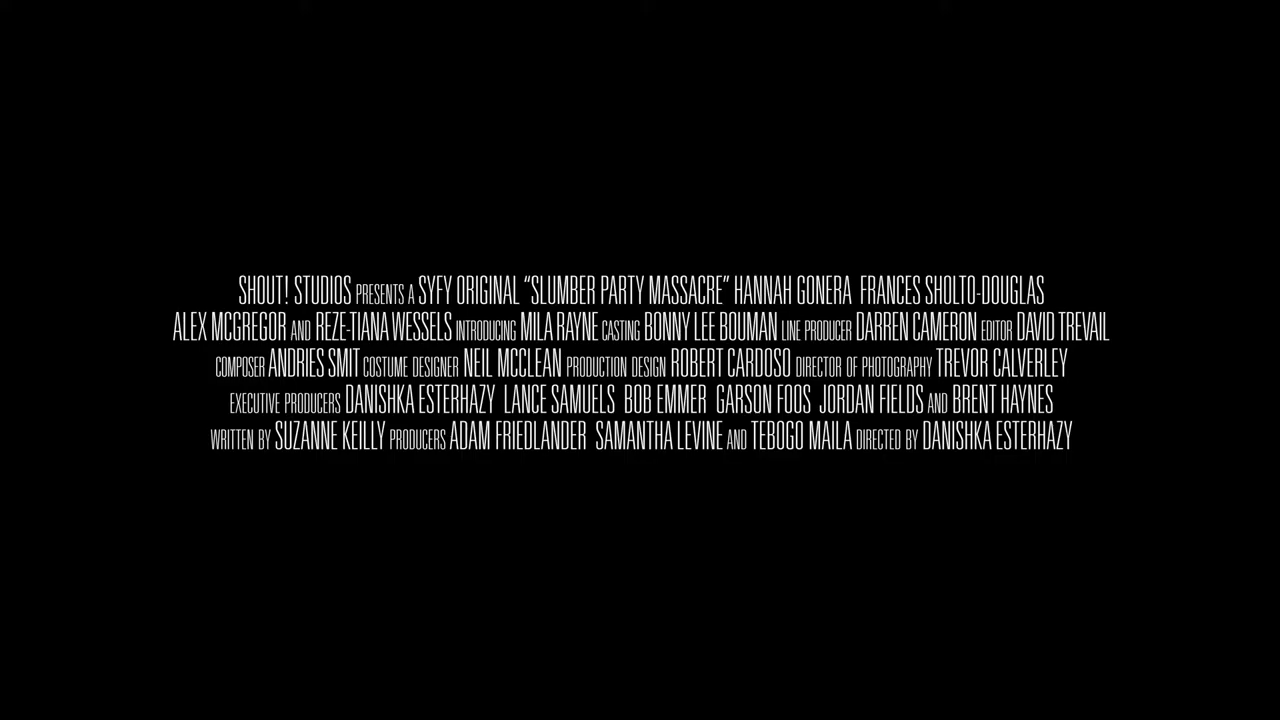 SHOUT! STUDIOS PRESENTS A SYFY ORIGINAL “SLUMBER PARTY MASSACRE” HANNAH GONERA FRANCES SHOLTO-DOUGLAS
ALEX MCGREGOR AND REZE-TIANA WESSELS INTRODUCING MILA RAYNE CASTING BONNY LEE BOUMAN LINE PRODUCER DARREN CAMERON EDITOR DAVID TREVAIL
COMPOSER ANDRIES SMIT COSTUME DESIGNER NEIL MCCLEAN PRODUCTION DESIGN ROBERT CARDOSO DIRECTOR OF PHOTOGRAPHY TREVOR CALVERLEY
EXECUTIVE PRODUCERS DANISHKA ESTERHAZY LANCE SAMUELS BOB EMMER GARSON FOOS JORDAN FIELDS AND BRENT HAYNES
WRITTEN BY SUZANNE KEILLY PRODUCERS ADAM FRIEDLANDER SAMANTHA LEVINE AND TEBOGO MAILA DIRECTED BY DANISHKA ESTERHAZY